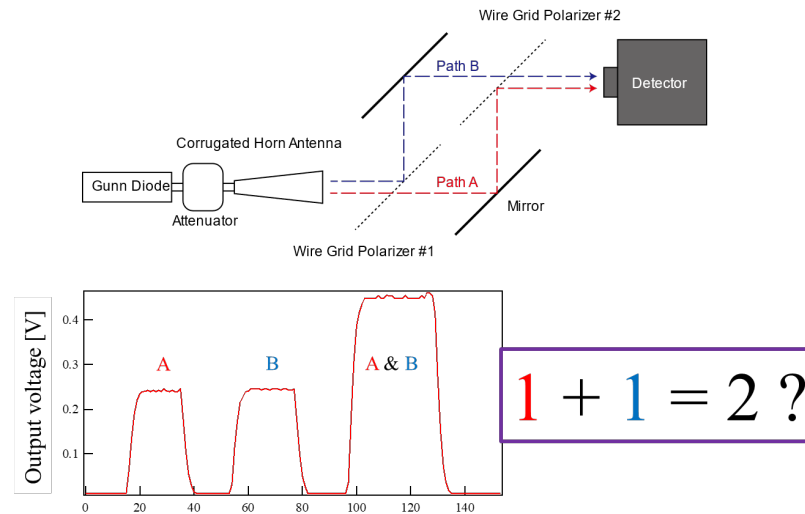 Wire Grid Polarizer #2
Path B
Detector
Corrugated Horn Antenna
Gunn Diode
Path A
Attenuator
Mirror
Wire Grid Polarizer #1
Output voltage [V]
0.4
0.3
0.2
0.1
A
B
A & B
0
20
40
60
80
100
120
140
1 + 1 = 2 ?